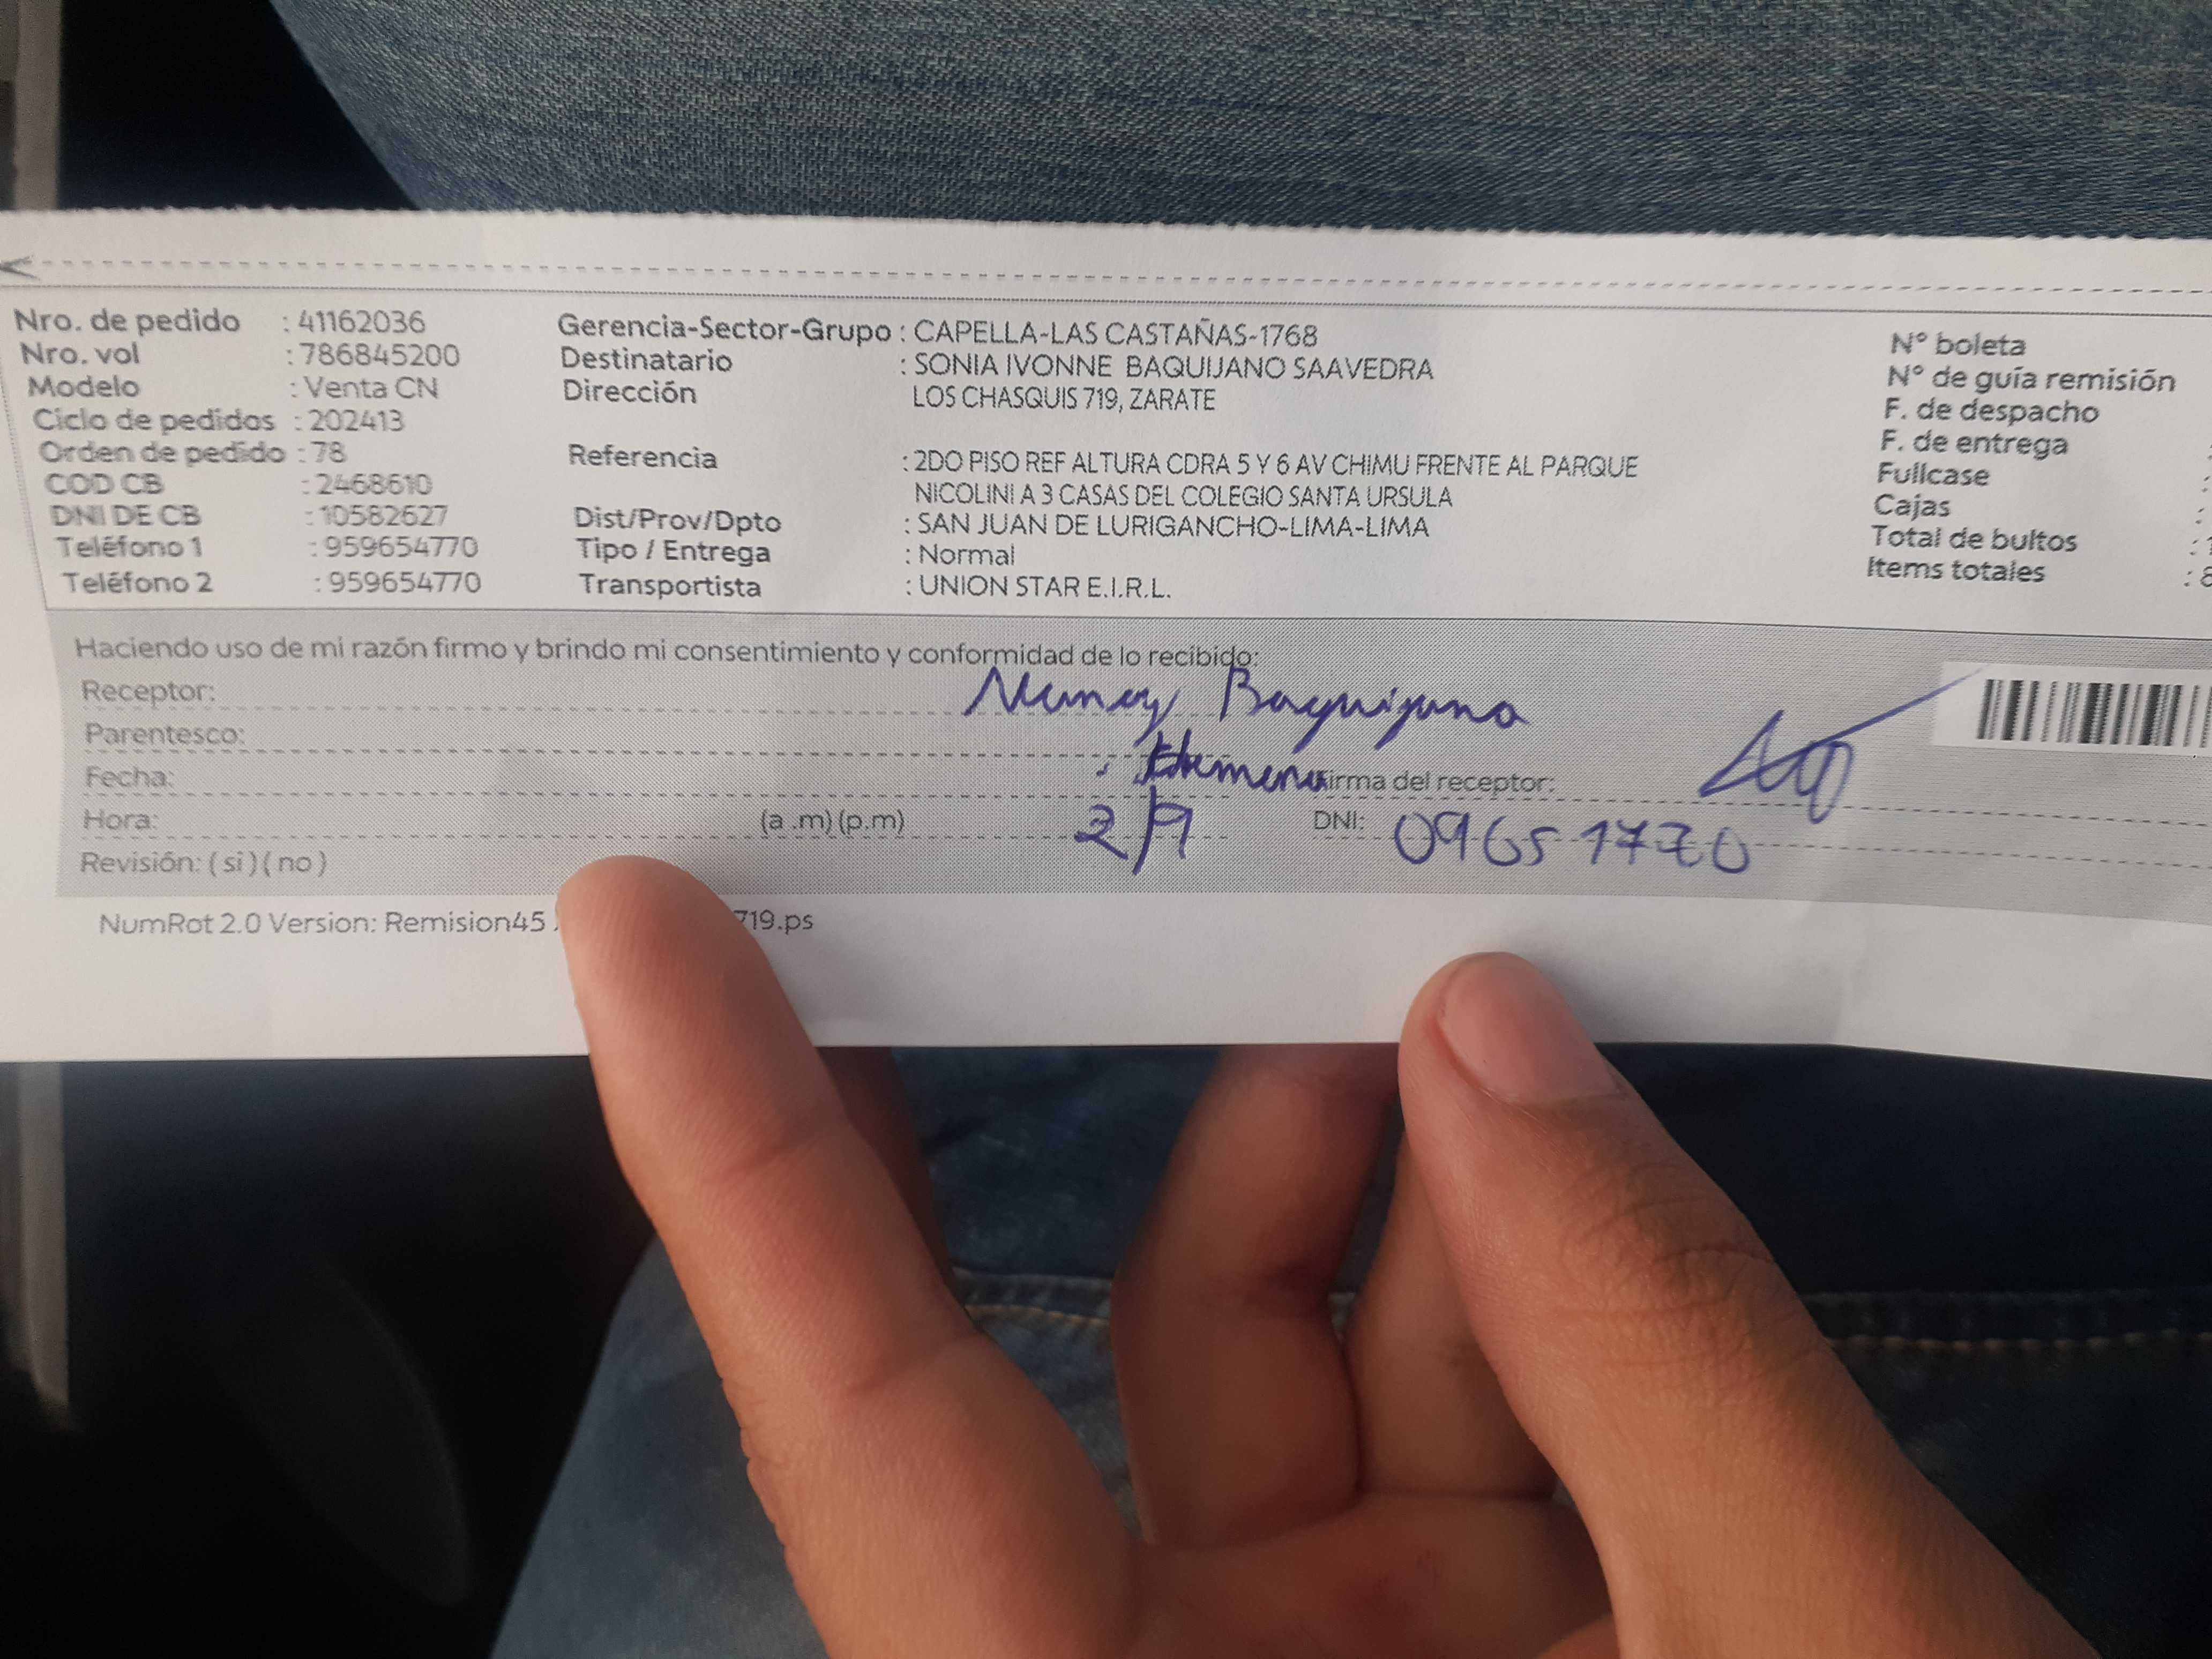 Nro. de pedido : 41162036
Nro. vol : 786845200
Modelo : Venta CN
Ciclo de pedidos : 202413
Orden de pedido : 78
COD CB : 2468610
DNI DE CB : 10582627
Teléfono 1 : 959654770
Teléfono 2 : 959654770
Gerencia-Sector-Grupo : CAPELLA-LAS CASTAÑAS-1768
Destinatario : SONIA IVONNE BAQUIJANO SAAVEDRA
Dirección LOS CHASQUIS 719, ZARATE
Referencia : 2DO PISO REF ALTURA CDRA 5 Y 6 AV CHIMU FRENTE AL PARQUE
NICOLINI A 3 CASAS DEL COLEGIO SANTA URSULA
Dist/Prov/Dpto : SAN JUAN DE LURIGANCHO-LIMA-LIMA
Tipo / Entrega : Normal
Transportista : UNION STAR E.I.R.L.
N° boleta
N° de guía remisión
F. de despacho
F. de entrega :
Fullcase :
Cajas :
Total de bultos : 1
Items totales : 8
Haciendo uso de mi razón firmo y brindo mi consentimiento y conformidad de lo recibido:
Receptor: Nancy Baquijano
Parentesco:
Fecha: Firma del receptor:
Hora: (a .m) (p.m) 2/9 DNI: 09651770
Revisión: ( si ) ( no )
NumRot 2.0 Version: Remision45 719.ps